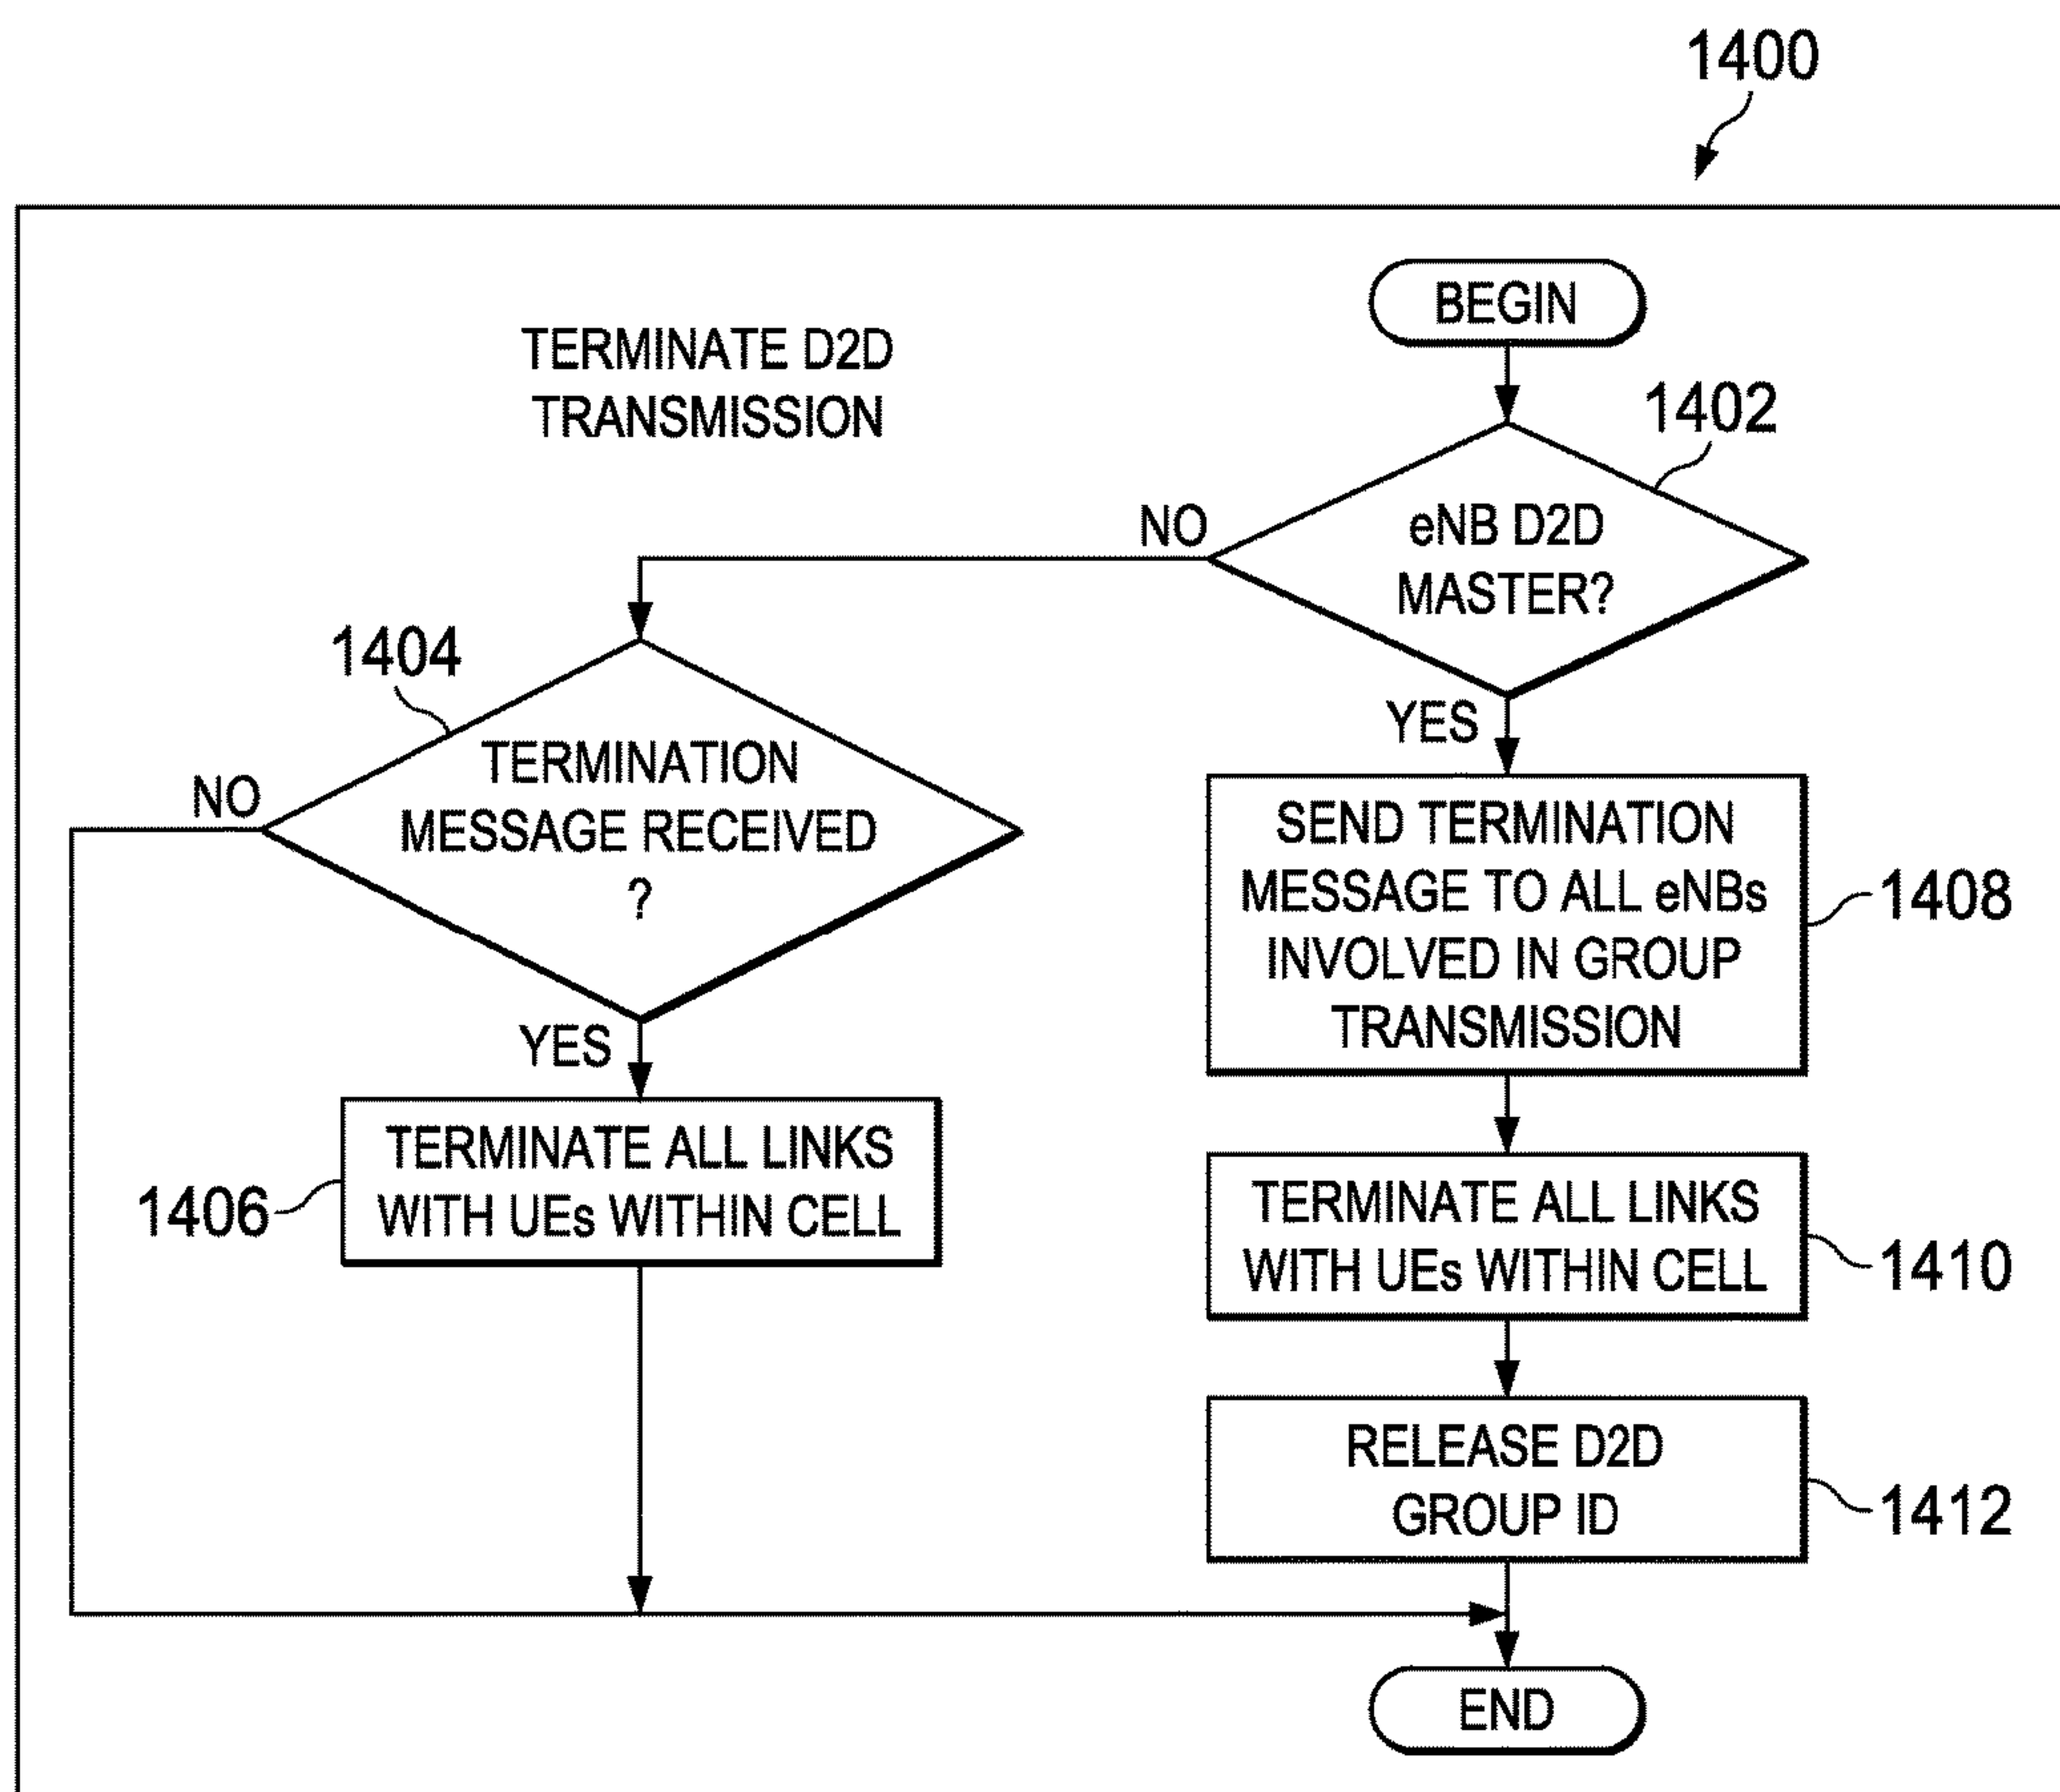 1400
BEGIN
TERMINATE D2D
TRANSMISSION
1402
eNB D2D
MASTER?
NO
YES
1404
TERMINATION
MESSAGE RECEIVED
?
NO
YES
1406
TERMINATE ALL LINKS
WITH UEs WITHIN CELL
SEND TERMINATION
MESSAGE TO ALL eNBs
INVOLVED IN GROUP
TRANSMISSION
1408
TERMINATE ALL LINKS
WITH UEs WITHIN CELL
1410
RELEASE D2D
GROUP ID
1412
END